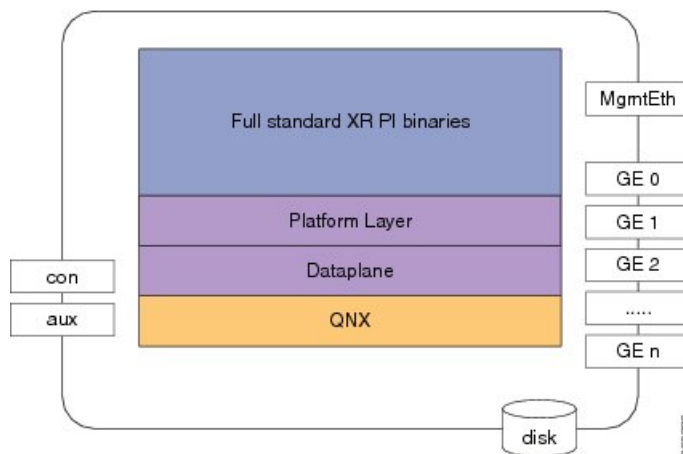 MgmtEth
Full standard XR PI binaries
GE 0
Platform Layer
GE 1
Dataplane
GE 2
con
aux
QNX
.....
GE n
disk